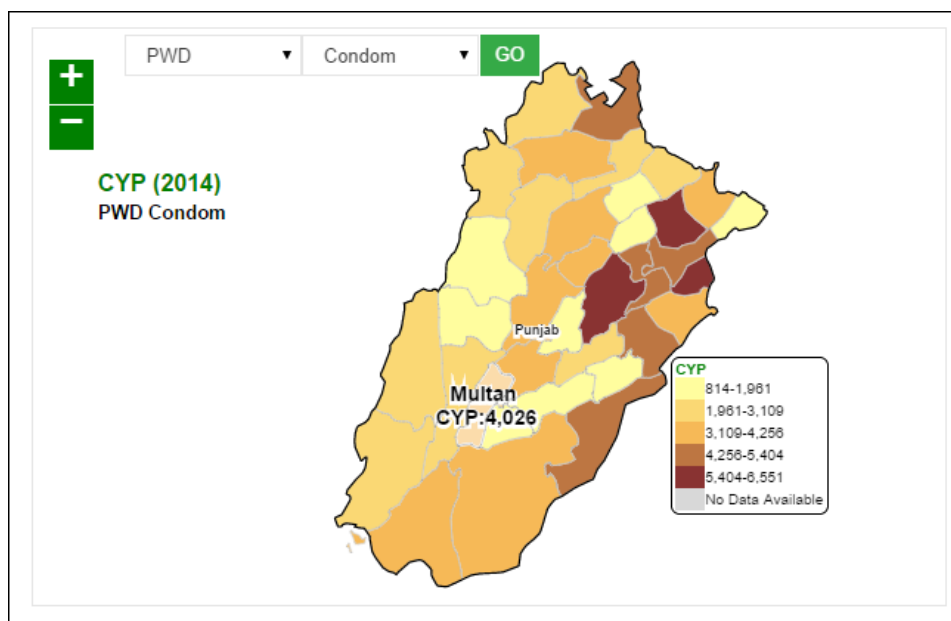 +
−
PWD ▼ Condom ▼ GO
CYP (2014)
PWD Condom
Punjab
Multan
CYP:4,026
CYP
814-1,961
1,961-3,109
3,109-4,256
4,256-5,404
5,404-6,551
No Data Available